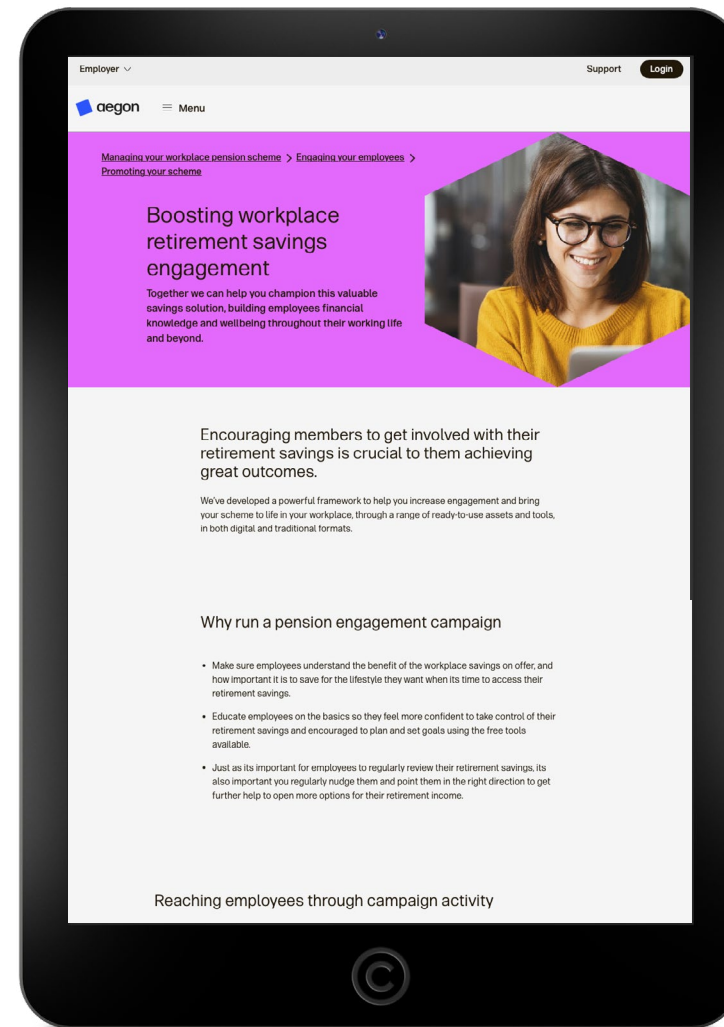 Employer
Support
Login
aegon
Menu
Managing your workplace pension scheme > Engaging your employees >
Promoting your scheme
Boosting workplace
retirement savings
engagement
Together we can help you champion this valuable
savings solution, building employees financial
knowledge and wellbeing throughout their working life
and beyond.
Encouraging members to get involved with their
retirement savings is crucial to them achieving
great outcomes.
We've developed a powerful framework to help you increase engagement and bring
your scheme to life in your workplace, through a range of ready-to-use assets and tools,
in both digital and traditional formats.
Why run a pension engagement campaign
• Make sure employees understand the benefit of the workplace savings on offer, and
how important it is to save for the lifestyle they want when its time to access their
retirement savings.
• Educate employees on the basics so they feel more confident to take control of their
retirement savings and encouraged to plan and set goals using the free tools
available.
• Just as its important for employees to regularly review their retirement savings, its
also important you regularly nudge them and point them in the right direction to get
further help to open more options for their retirement income.
Reaching employees through campaign activity
©